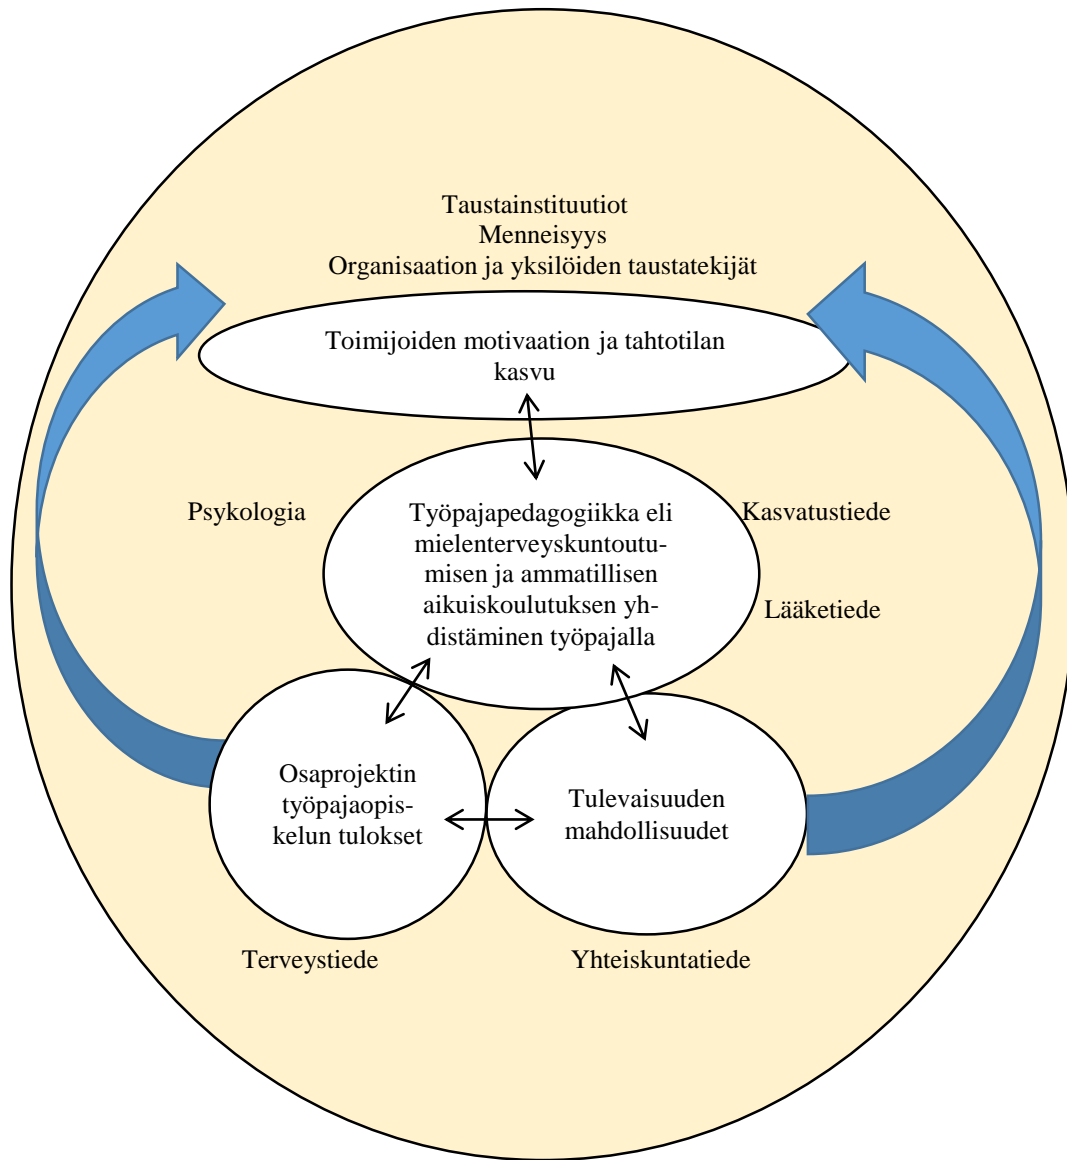 Taustainstituutiot
Menneisyys
Organisaation ja yksilöiden taustatekijät
Toimijoiden motivaation ja tahtotilan
kasvu
Psykologia
Työpajapedagogiikka eli
mielenterveyskuntoutu-
misen ja ammatillisen
aikuiskoulutuksen yh-
distäminen työpajalla
Kasvatustiede
Lääketiede
Osaprojektin
työpajaopis-
kelun tulokset
Tulevaisuuden
mahdollisuudet
Terveystiede
Yhteiskuntatiede